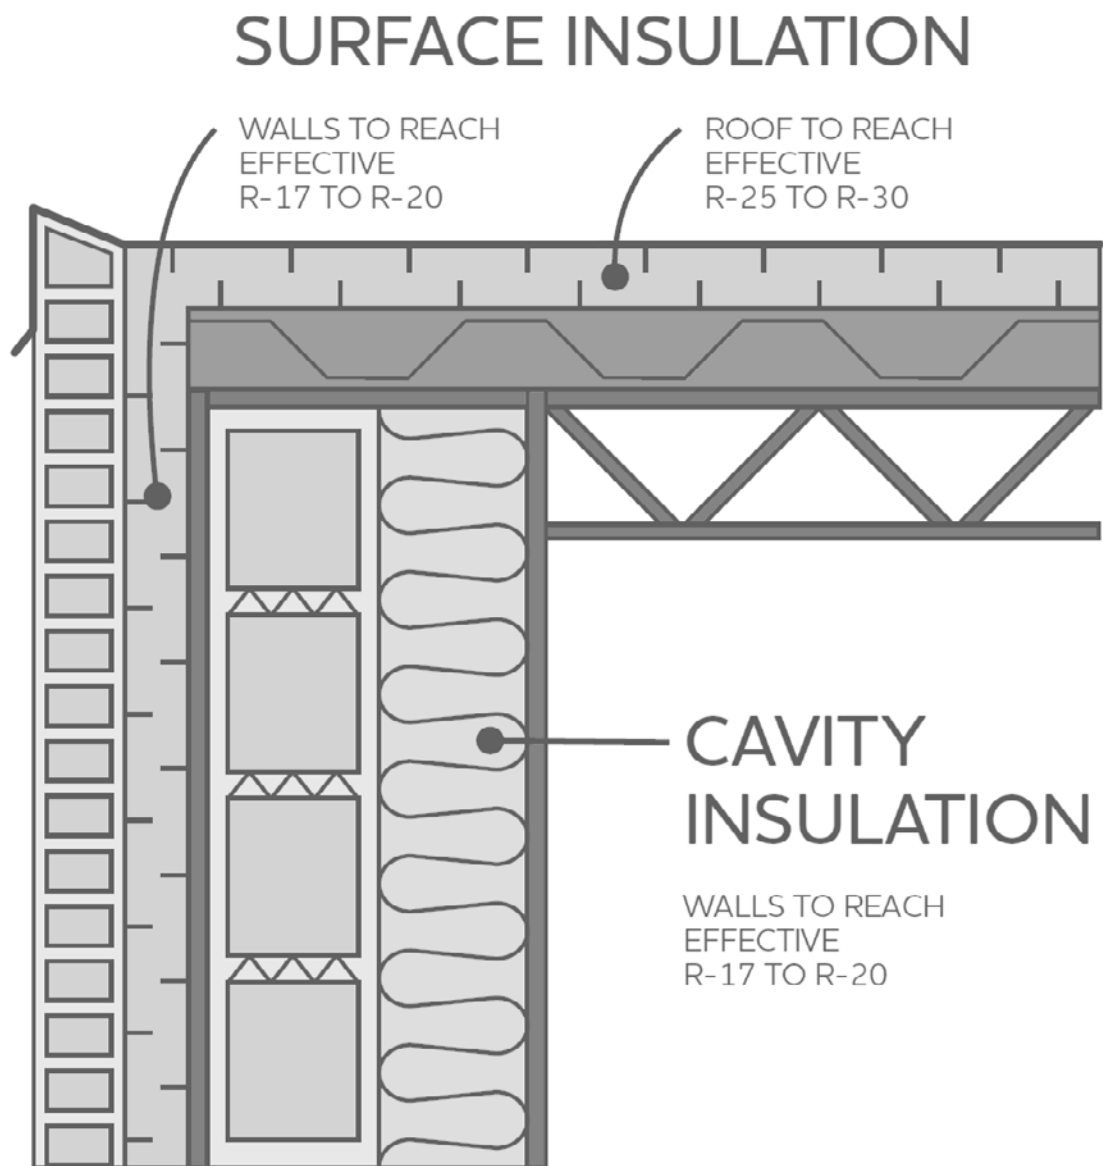 SURFACE INSULATION
WALLS TO REACH
EFFECTIVE
R-17 TO R-20
ROOF TO REACH
EFFECTIVE
R-25 TO R-30
CAVITY
INSULATION
WALLS TO REACH
EFFECTIVE
R-17 TO R-20